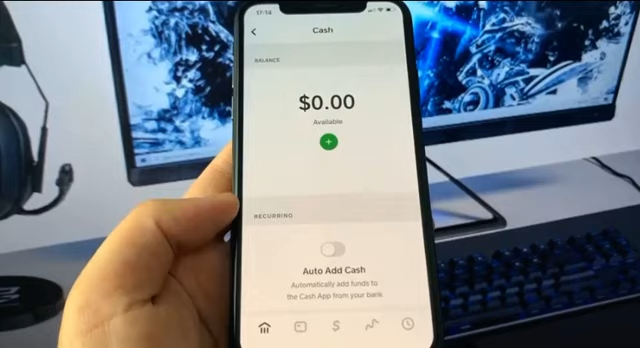 17:14
Cash
BALANCE
$0.00
Available
RECURRING
Auto Add Cash
Automatically add funds to
the Cash App from your bank